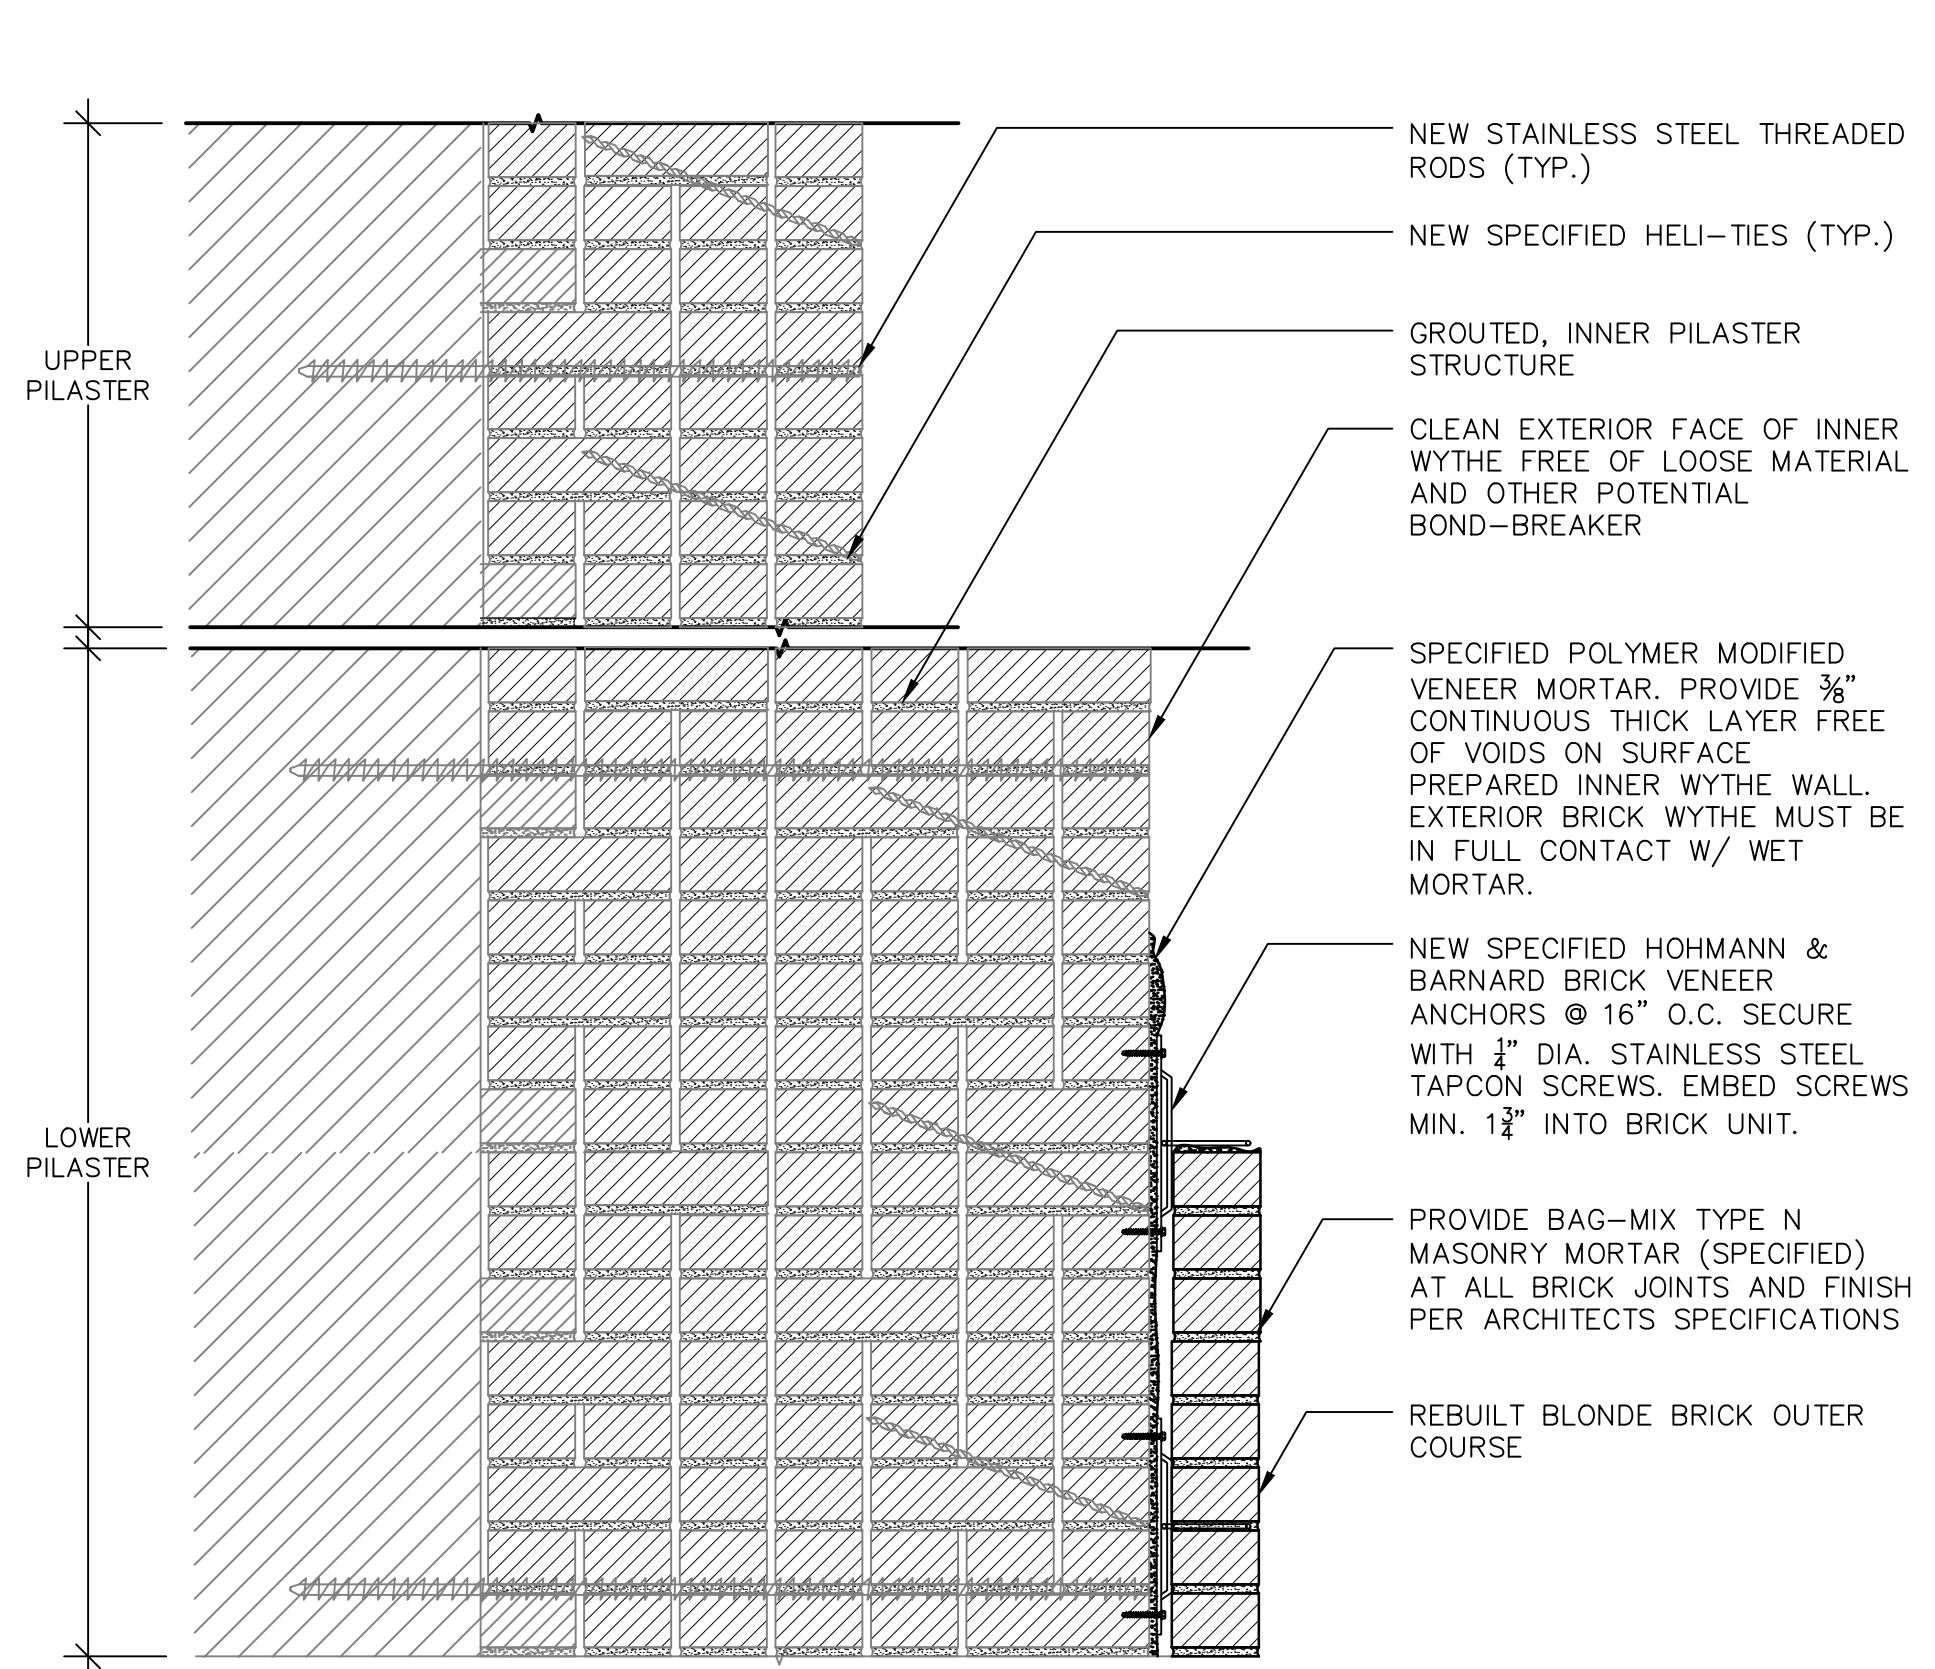 NEW STAINLESS STEEL THREADED
RODS (TYP.)
NEW SPECIFIED HELI-TIES (TYP.)
GROUTED, INNER PILASTER
STRUCTURE
CLEAN EXTERIOR FACE OF INNER
WYTHE FREE OF LOOSE MATERIAL
AND OTHER POTENTIAL
BOND-BREAKER
SPECIFIED POLYMER MODIFIED
VENEER MORTAR. PROVIDE 3/8"
CONTINUOUS THICK LAYER FREE
OF VOIDS ON SURFACE
PREPARED INNER WYTHE WALL.
EXTERIOR BRICK WYTHE MUST BE
IN FULL CONTACT W/ WET
MORTAR.
NEW SPECIFIED HOHMANN &
BARNARD BRICK VENEER
ANCHORS @ 16" O.C. SECURE
WITH 1/4" DIA. STAINLESS STEEL
TAPCON SCREWS. EMBED SCREWS
MIN. 1 3/4" INTO BRICK UNIT.
PROVIDE BAG-MIX TYPE N
MASONRY MORTAR (SPECIFIED)
AT ALL BRICK JOINTS AND FINISH
PER ARCHITECTS SPECIFICATIONS
REBUILT BLONDE BRICK OUTER
COURSE
UPPER
PILASTER
LOWER
PILASTER